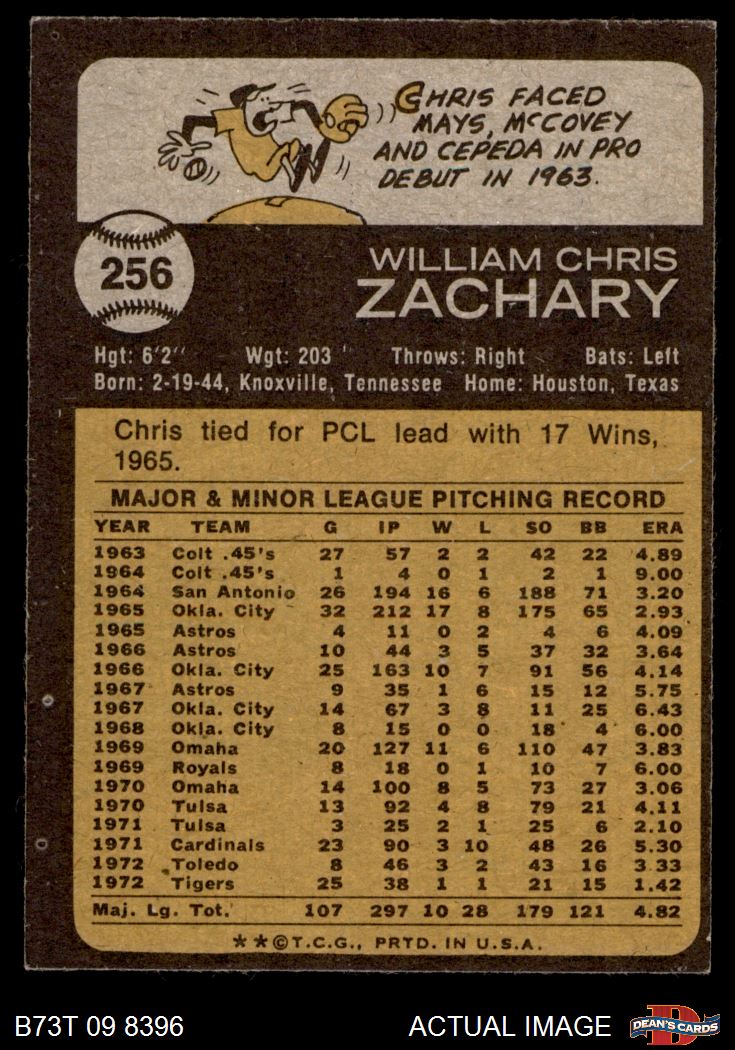 CHRIS FACED
MAYS, McCOVEY
AND CEPEDA IN PRO
DEBUT IN 1963.
256
WILLIAM CHRIS
ZACHARY
Hgt: 6'2" Wgt: 203 Throws: Right Bats: Left
Born: 2-19-44, Knoxville, Tennessee Home: Houston, Texas
Chris tied for PCL lead with 17 Wins,
1965.
MAJOR & MINOR LEAGUE PITCHING RECORD
YEAR TEAM G IP W L SO BB ERA
1963 Colt .45's 27 57 2 2 42 22 4.89
1964 Colt .45's 1 4 0 1 2 1 9.00
1964 San Antonio 26 194 16 6 188 71 3.20
1965 Okla. City 32 212 17 8 175 65 2.93
1965 Astros 4 11 0 2 4 6 4.09
1966 Astros 10 44 3 5 37 32 3.64
1966 Okla. City 25 163 10 7 91 56 4.14
1967 Astros 9 35 1 6 15 12 5.75
1967 Okla. City 14 67 3 8 11 25 6.43
1968 Okla. City 8 15 0 0 18 4 6.00
1969 Omaha 20 127 11 6 110 47 3.83
1969 Royals 8 18 0 1 10 7 6.00
1970 Omaha 14 100 8 5 73 27 3.06
1970 Tulsa 13 92 4 8 79 21 4.11
1971 Tulsa 3 25 2 1 25 6 2.10
1971 Cardinals 23 90 3 10 48 26 5.30
1972 Toledo 8 46 3 2 43 16 3.33
1972 Tigers 25 38 1 1 21 15 1.42
Maj. Lg. Tot. 107 297 10 28 179 121 4.82
**©T.C.G., PRTD. IN U.S.A.
B73T 09 8396 ACTUAL IMAGE DEAN'S CARDS